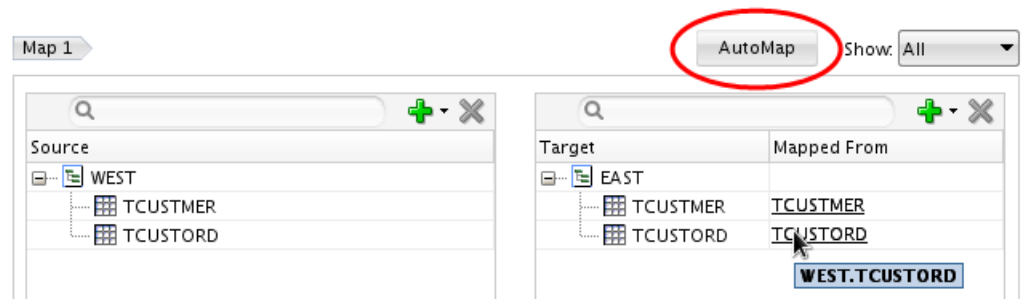 Map 1
AutoMap
Show: All
Source
WEST
TCUSTMER
TCUSTORD
Target Mapped From
EAST
TCUSTMER TCUSTMER
TCUSTORD TCUSTORD
WEST.TCUSTORD